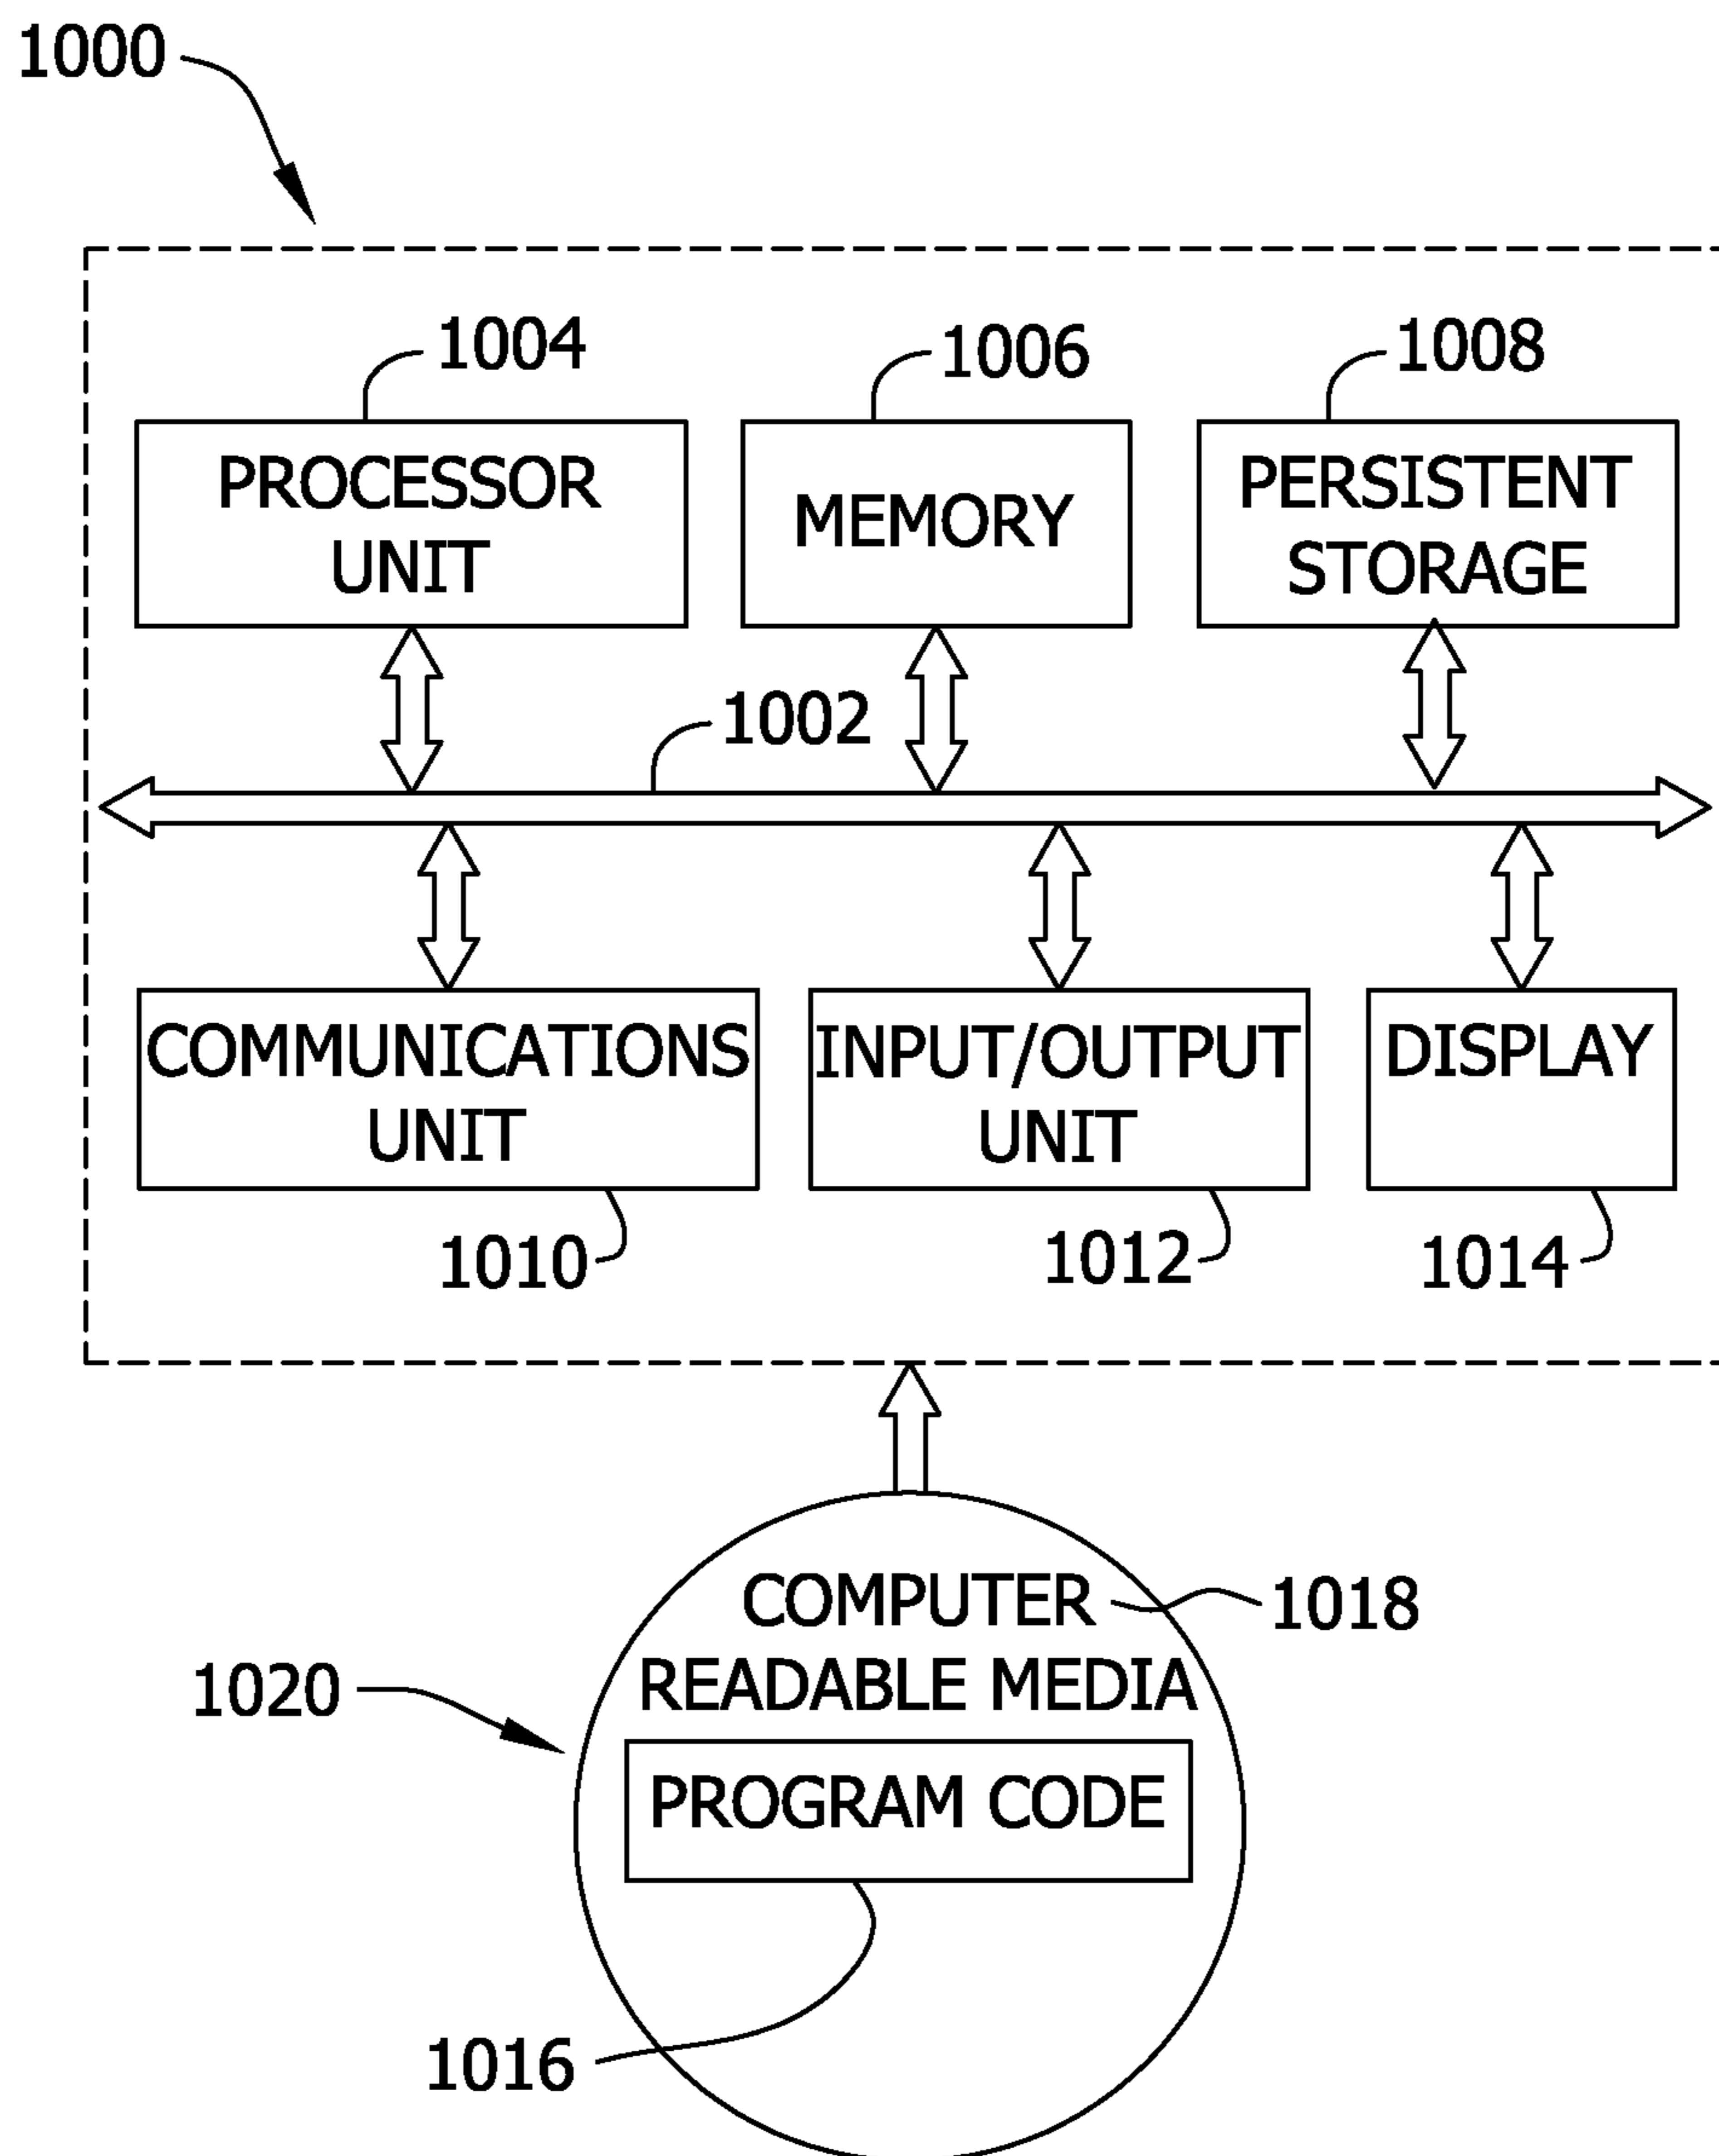 1000
1004
1006
1008
PROCESSOR
UNIT
MEMORY
PERSISTENT
STORAGE
1002
COMMUNICATIONS
UNIT
INPUT/OUTPUT
UNIT
DISPLAY
1010
1012
1014
COMPUTER
READABLE MEDIA
1018
1020
PROGRAM CODE
1016